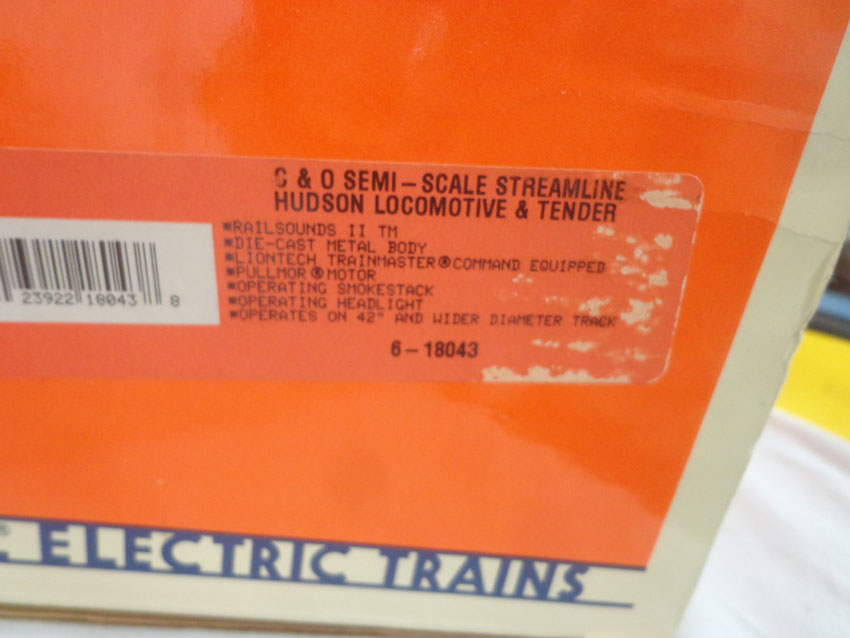 C & O SEMI-SCALE STREAMLINE
HUDSON LOCOMOTIVE & TENDER
*RAILSOUNDS II TM
*DIE-CAST METAL BODY
*LIONTECH TRAINMASTER®COMMAND EQUIPPED
*PULLMOR®MOTOR
*OPERATING SMOKESTACK
*OPERATING HEADLIGHT
*OPERATES ON 42" AND WIDER DIAMETER TRACK
23922 18043 8
6-18043
ELECTRIC TRAINS